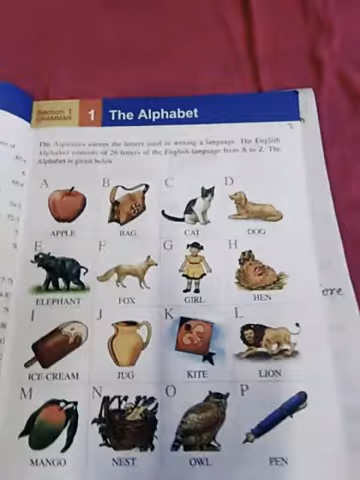 Section 1
GRAMMAR
1 The Alphabet
The Alphabet means the letters used in writing a language. The English
Alphabet consists of 26 letters of the English language from A to Z. The
Alphabet is given below
A B C D
APPLE BAG CAT DOG
E F G H
ELEPHANT FOX GIRL HEN
I J K L
ICE-CREAM JUG KITE LION
M N O P
MANGO NEST OWL PEN